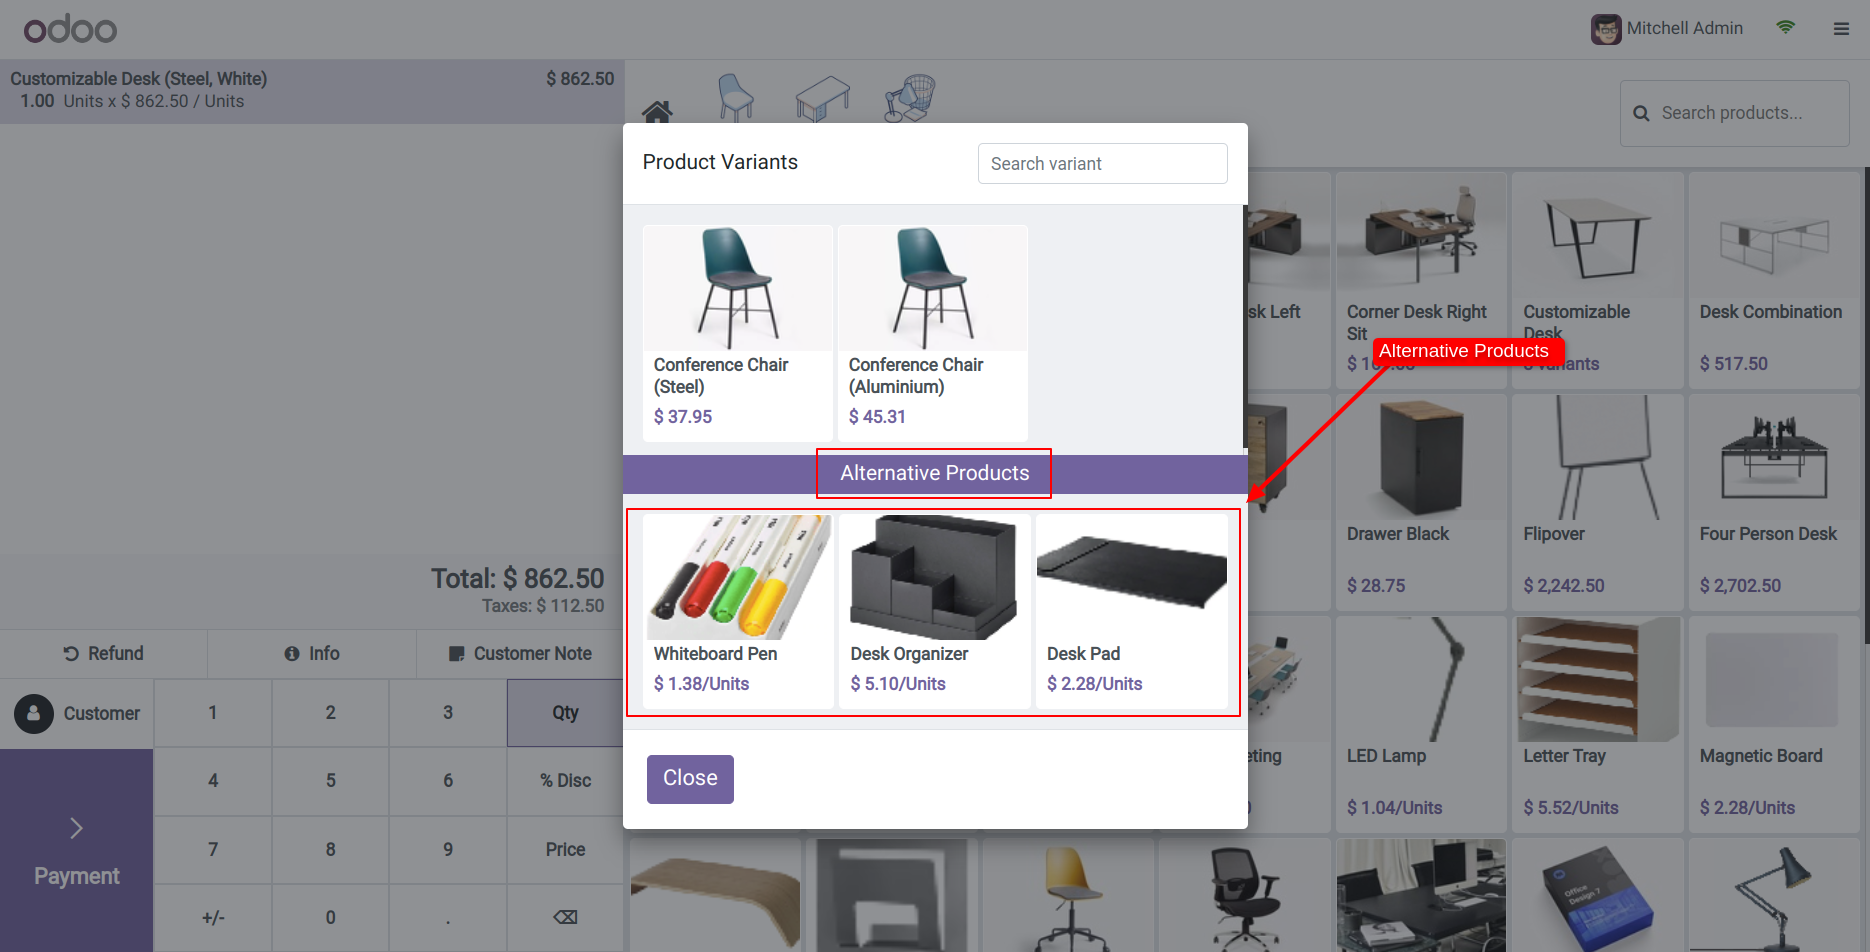 odoo
Mitchell Admin
Customizable Desk (Steel, White)
$ 862.50
1.00 Units x $ 862.50 / Units
Search products...
Product Variants
Search variant
Conference Chair
(Steel)
$ 37.95
Conference Chair
(Aluminium)
$ 45.31
Alternative Products
Whiteboard Pen
$ 1.38/Units
Desk Organizer
$ 5.10/Units
Desk Pad
$ 2.28/Units
Close
sk Left
Corner Desk Right
Sit
Customizable
Desk
Desk Combination
$ 517.50
Alternative Products
Drawer Black
$ 28.75
Flipover
$ 2,242.50
Four Person Desk
$ 2,702.50
eting
LED Lamp
$ 1.04/Units
Letter Tray
$ 5.52/Units
Magnetic Board
$ 2.28/Units
Office
Design 7
Total: $ 862.50
Taxes: $ 112.50
Refund
Info
Customer Note
Customer
1
2
3
Qty
4
5
6
% Disc
7
8
9
Price
Payment
+/-
0
.